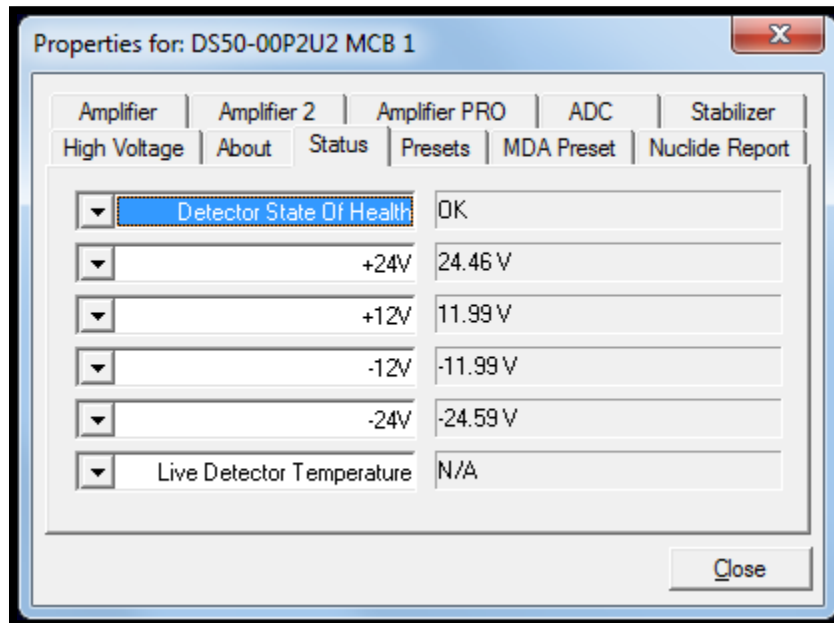 Properties for: DS50-00P2U2 MCB 1
Amplifier Amplifier 2 Amplifier PRO ADC Stabilizer
High Voltage About Status Presets MDA Preset Nuclide Report
Detector State Of Health OK
+24V 24.46 V
+12V 11.99 V
-12V -11.99 V
-24V -24.59 V
Live Detector Temperature N/A
Close